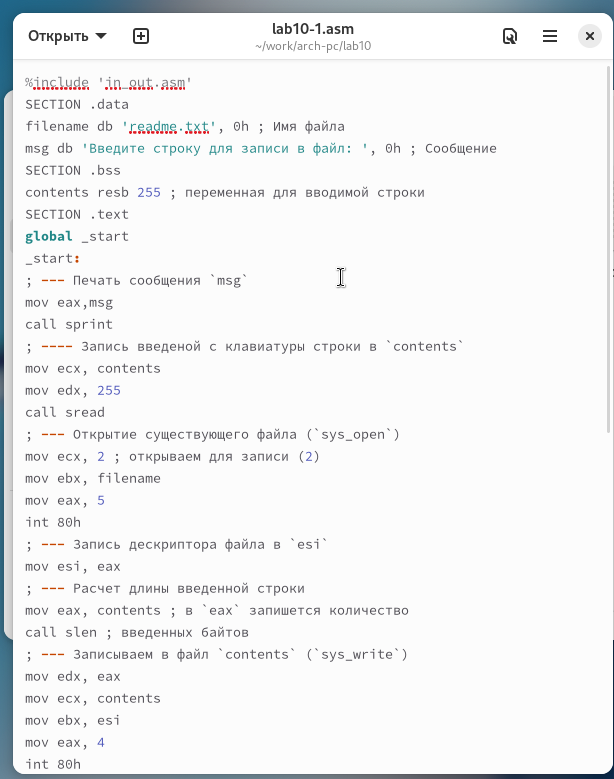 Открыть
lab10-1.asm
~/work/arch-pc/lab10
%include 'in_out.asm'
SECTION .data
filename db 'readme.txt', 0h ; Имя файла
msg db 'Введите строку для записи в файл: ', 0h ; Сообщение
SECTION .bss
contents resb 255 ; переменная для вводимой строки
SECTION .text
global _start
_start:
; --- Печать сообщения `msg`
mov eax,msg
call sprint
; ---- Запись введеной с клавиатуры строки в `contents`
mov ecx, contents
mov edx, 255
call sread
; --- Открытие существующего файла (`sys_open`)
mov ecx, 2 ; открываем для записи (2)
mov ebx, filename
mov eax, 5
int 80h
; --- Запись дескриптора файла в `esi`
mov esi, eax
; --- Расчет длины введенной строки
mov eax, contents ; в `eax` запишется количество
call slen ; введенных байтов
; --- Записываем в файл `contents` (`sys_write`)
mov edx, eax
mov ecx, contents
mov ebx, esi
mov eax, 4
int 80h